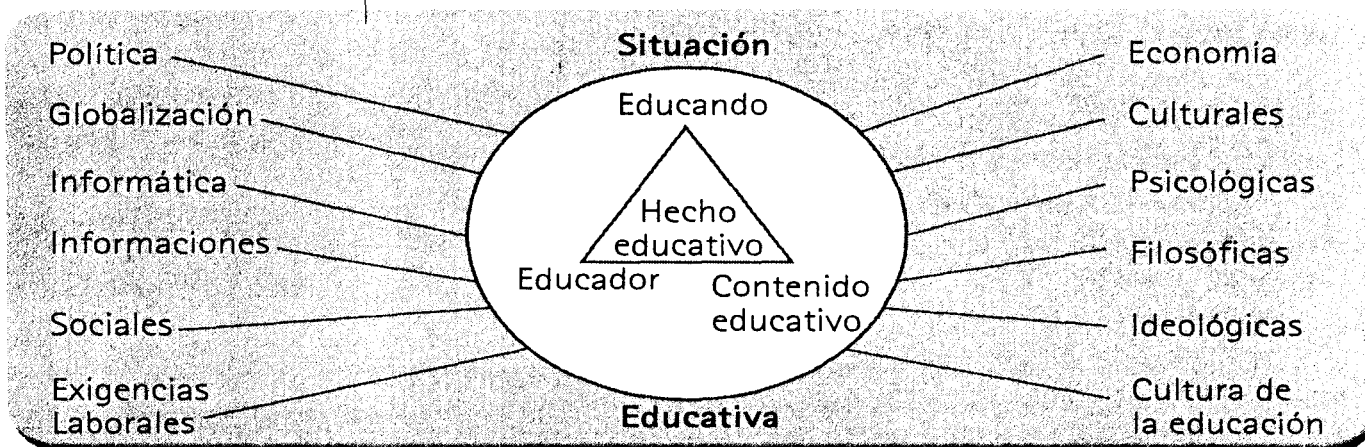 Política
Globalización
Informática
Informaciones
Sociales
Exigencias
Laborales
Situación
Educando
Hecho
educativo
Educador
Contenido
educativo
Educativa
Economía
Culturales
Psicológicas
Filosóficas
Ideológicas
Cultura de
la educación